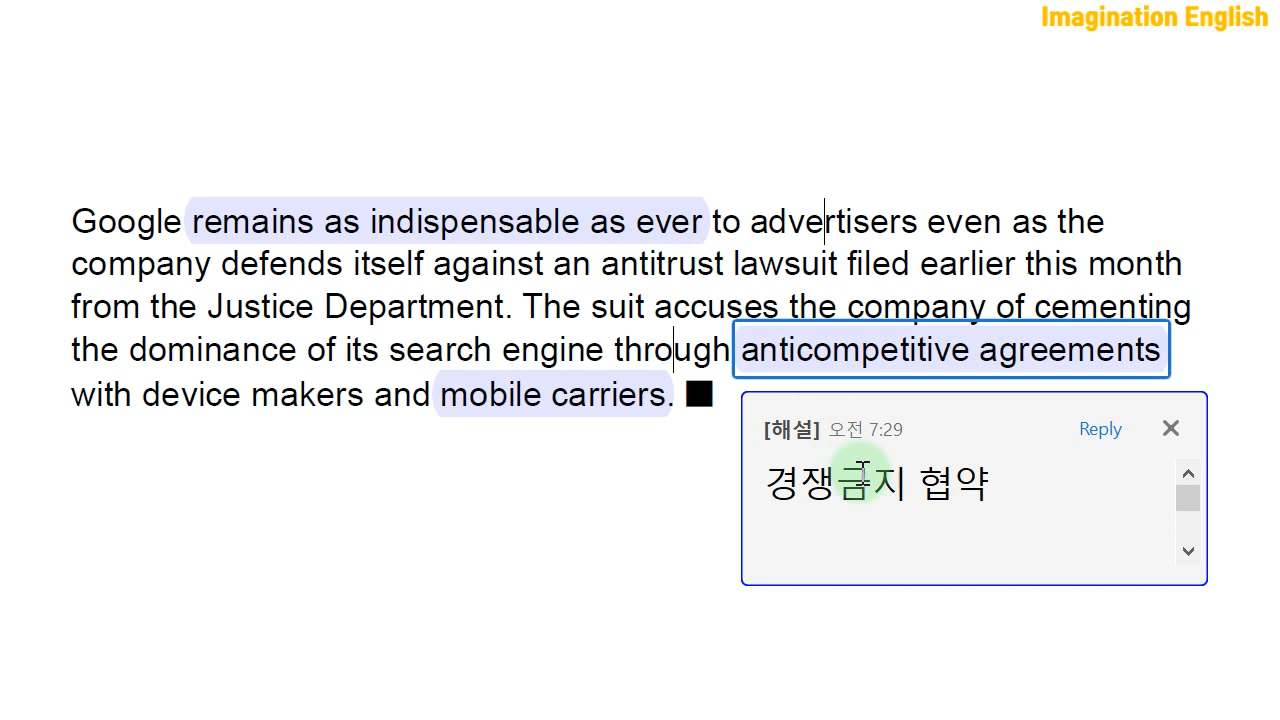 Imagination English
Google remains as indispensable as ever to advertisers even as the
company defends itself against an antitrust lawsuit filed earlier this month
from the Justice Department. The suit accuses the company of cementing
the dominance of its search engine through anticompetitive agreements
with device makers and mobile carriers. ■
[해설] 오전 7:29 Reply
경쟁금지 협약